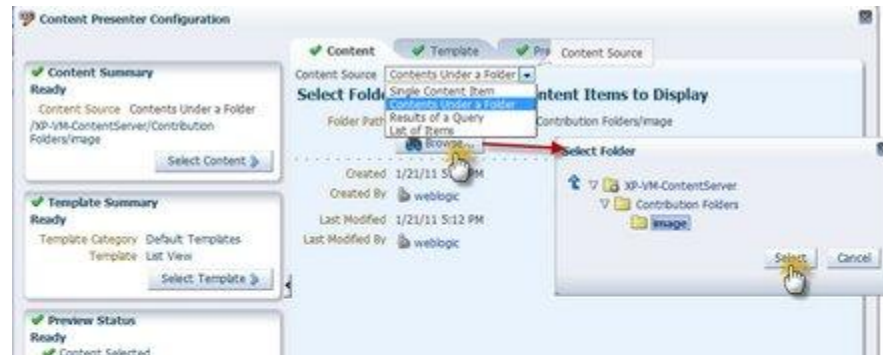 Content Presenter Configuration
Content
Template
Content Source
Content Summary
Ready
Content Source Contents Under a Folder
/XP-VM-ContentServer/Contribution
Folders/image
Select Content
Template Summary
Ready
Template Category Default Templates
Template List View
Select Template
Preview Status
Ready
Content Selected
Content Source Contents Under a Folder
Single Content Item
Contents Under a Folder
Results of a Query
List of Items
Items to Display
Folder Path
Contribution Folders/image
Browse...
Created 1/21/11
Created By weblogic
Last Modified 1/21/11 5:12 PM
Last Modified By weblogic
Select Folder
XP-VM-ContentServer
Contribution Folders
image
Select
Cancel